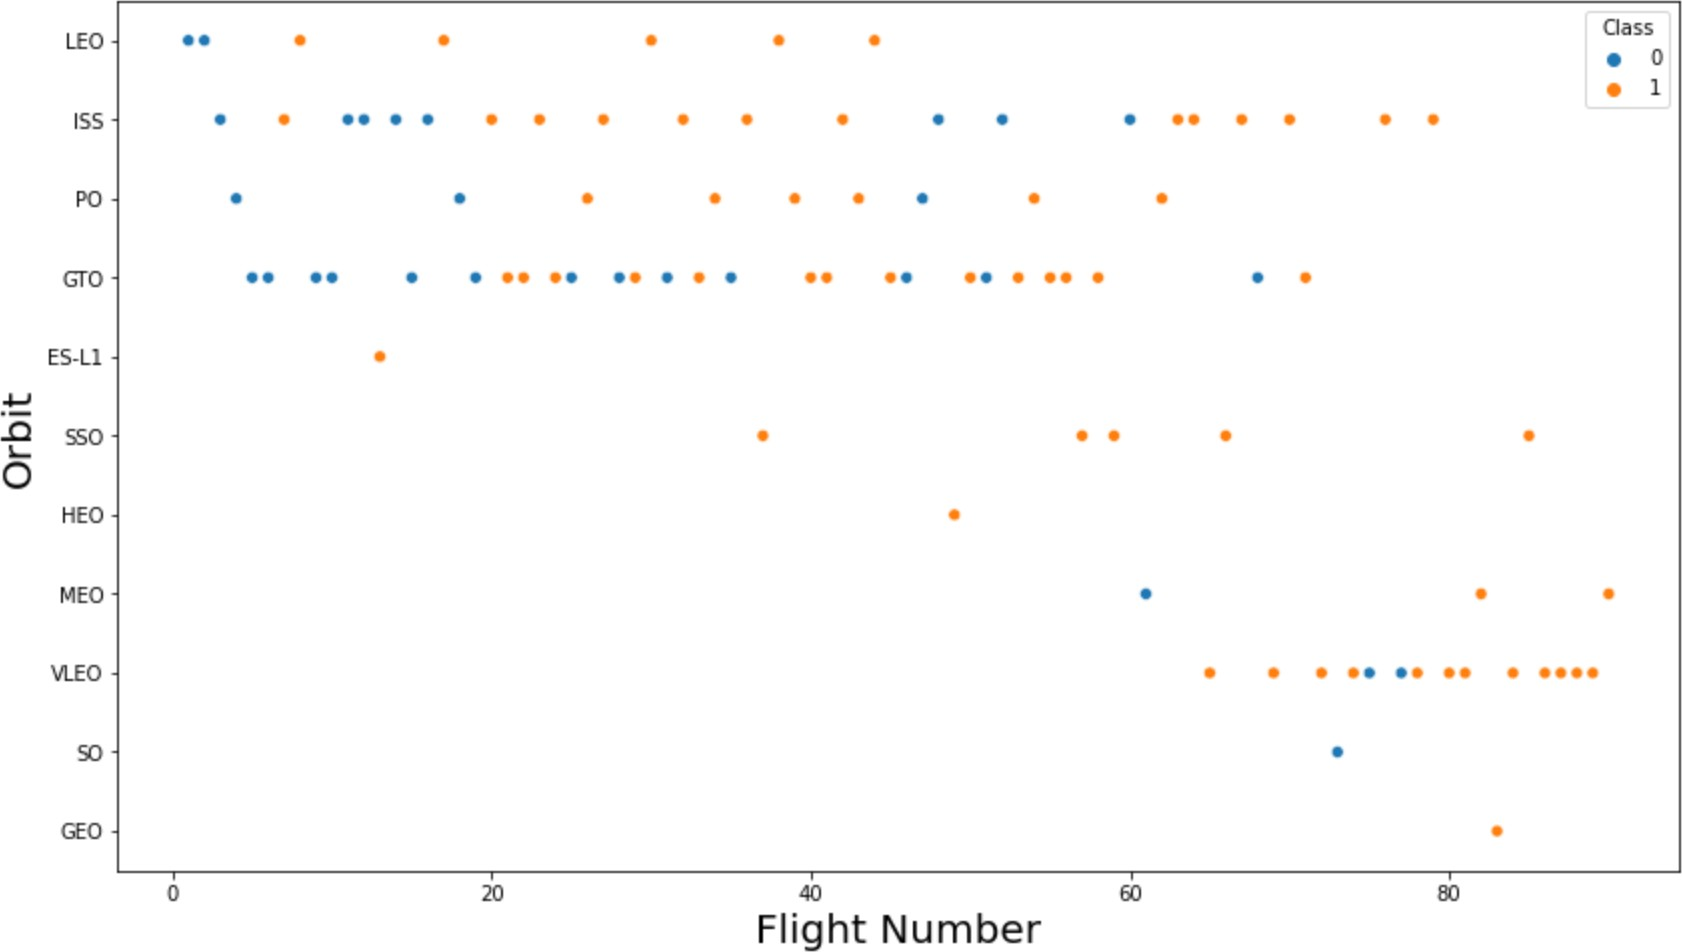 Class
0
1
LEO
ISS
PO
GTO
ES-L1
SSO
HEO
MEO
VLEO
SO
GEO
Orbit
0 20 40 60 80
Flight Number